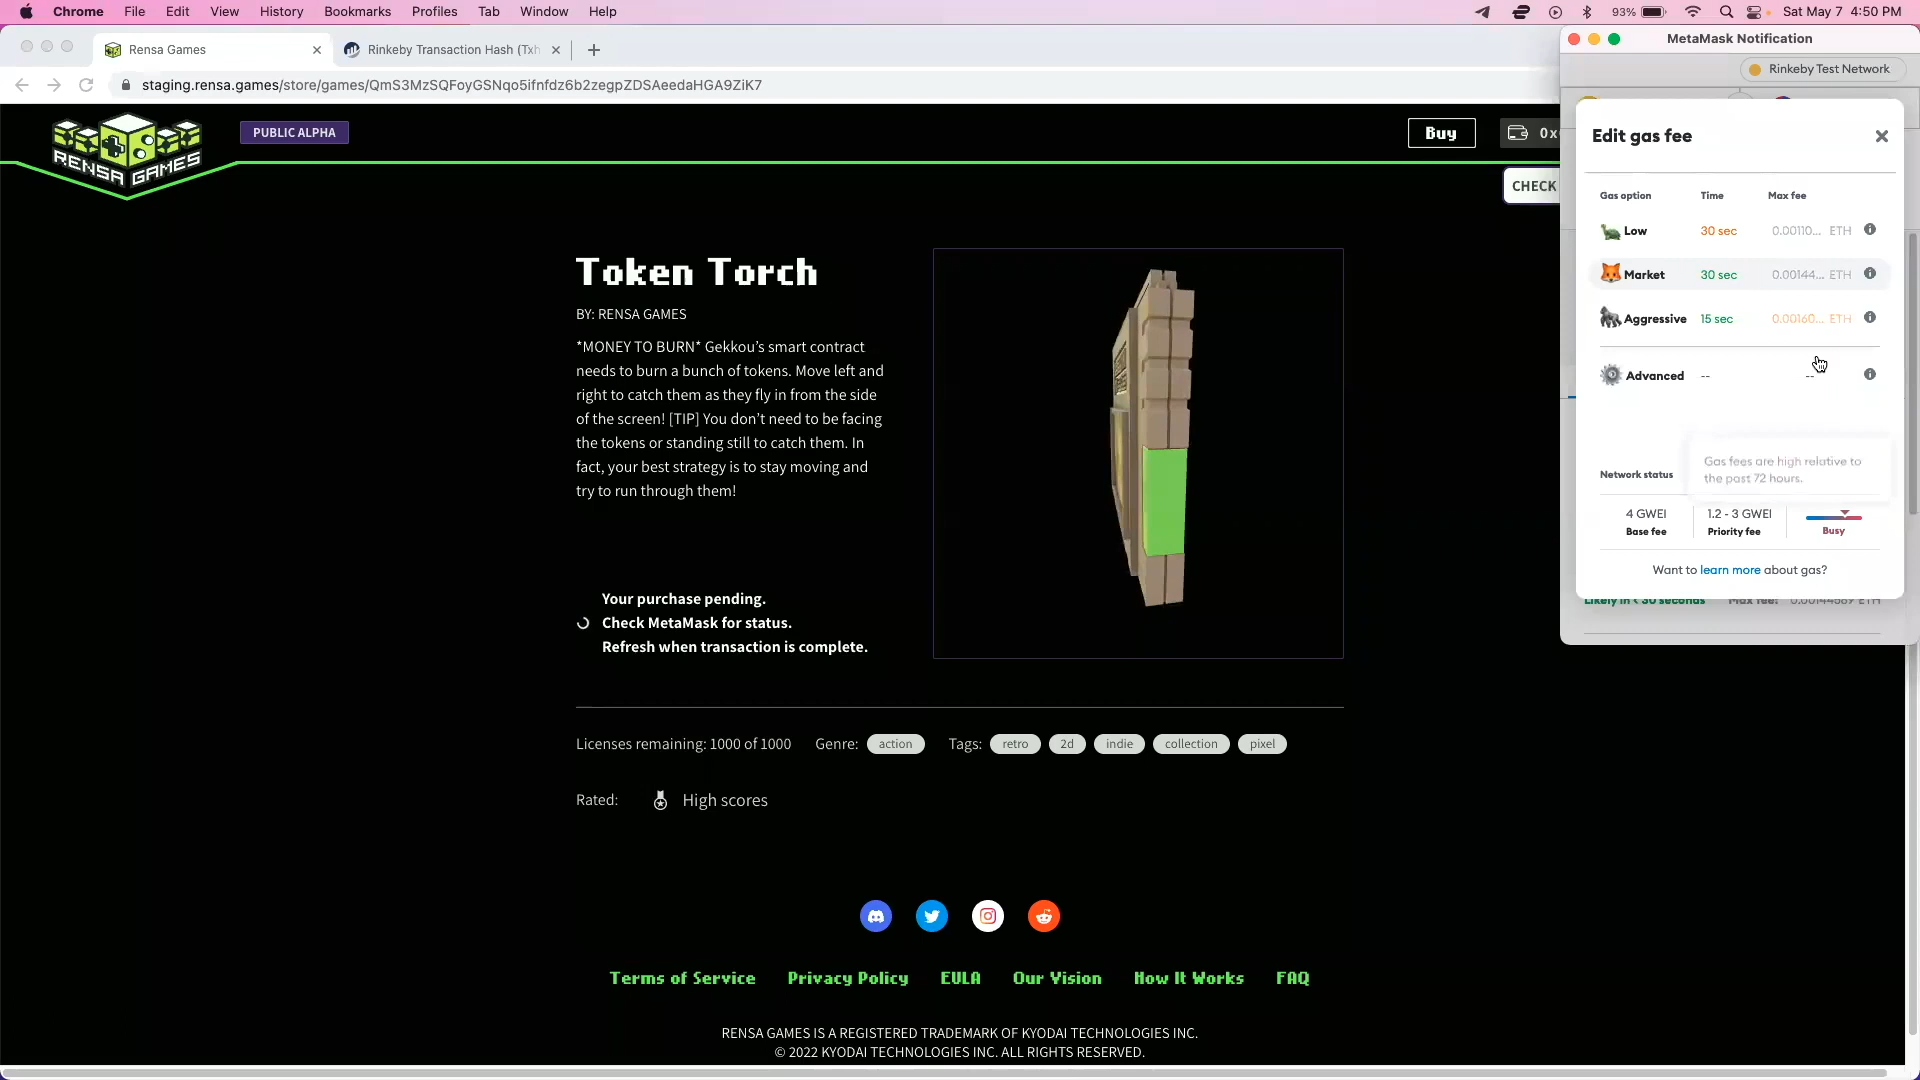 Chrome File Edit View History Bookmarks Profiles Tab Window Help
93% Sat May 7 4:50 PM
Rensa Games
Rinkeby Transaction Hash (Txh
staging.rensa.games/store/games/QmS3MzSQFoyGSNqo5ifnfdz6b2zegpZDSAeedaHGA9ZiK7
RENSA GAMES
PUBLIC ALPHA
Buy
0x
CHECK
Token Torch
BY: RENSA GAMES
*MONEY TO BURN* Gekkou’s smart contract
needs to burn a bunch of tokens. Move left and
right to catch them as they fly in from the side
of the screen! [TIP] You don’t need to be facing
the tokens or standing still to catch them. In
fact, your best strategy is to stay moving and
try to run through them!
Your purchase pending.
Check MetaMask for status.
Refresh when transaction is complete.
Licenses remaining: 1000 of 1000 Genre: action Tags: retro 2d indie collection pixel
Rated: High scores
Terms of Service Privacy Policy EULA Our Vision How It Works FAQ
RENSA GAMES IS A REGISTERED TRADEMARK OF KYODAI TECHNOLOGIES INC.
© 2022 KYODAI TECHNOLOGIES INC. ALL RIGHTS RESERVED.
MetaMask Notification
Rinkeby Test Network
Edit gas fee
Gas option Time Max fee
Low 30 sec 0.00110... ETH
Market 30 sec 0.00144... ETH
Aggressive 15 sec 0.00160... ETH
Advanced -- --
Gas fees are high relative to
the past 72 hours.
Network status
4 GWEI 1.2 - 3 GWEI
Base fee Priority fee Busy
Want to learn more about gas?
Likely in < 30 seconds Max fee: 0.00144589 ETH